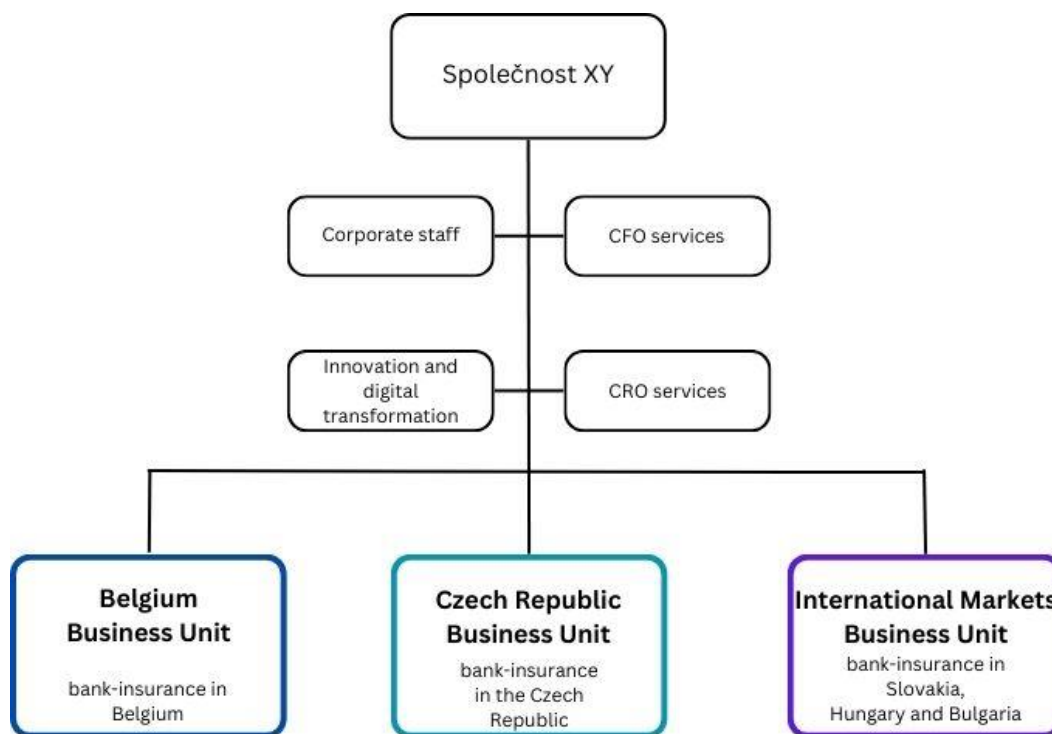 Společnost XY
Corporate staff
CFO services
Innovation and
digital
transformation
CRO services
Belgium
Business Unit
bank-insurance in
Belgium
Czech Republic
Business Unit
bank-insurance
in the Czech
Republic
International Markets
Business Unit
bank-insurance in
Slovakia,
Hungary and Bulgaria